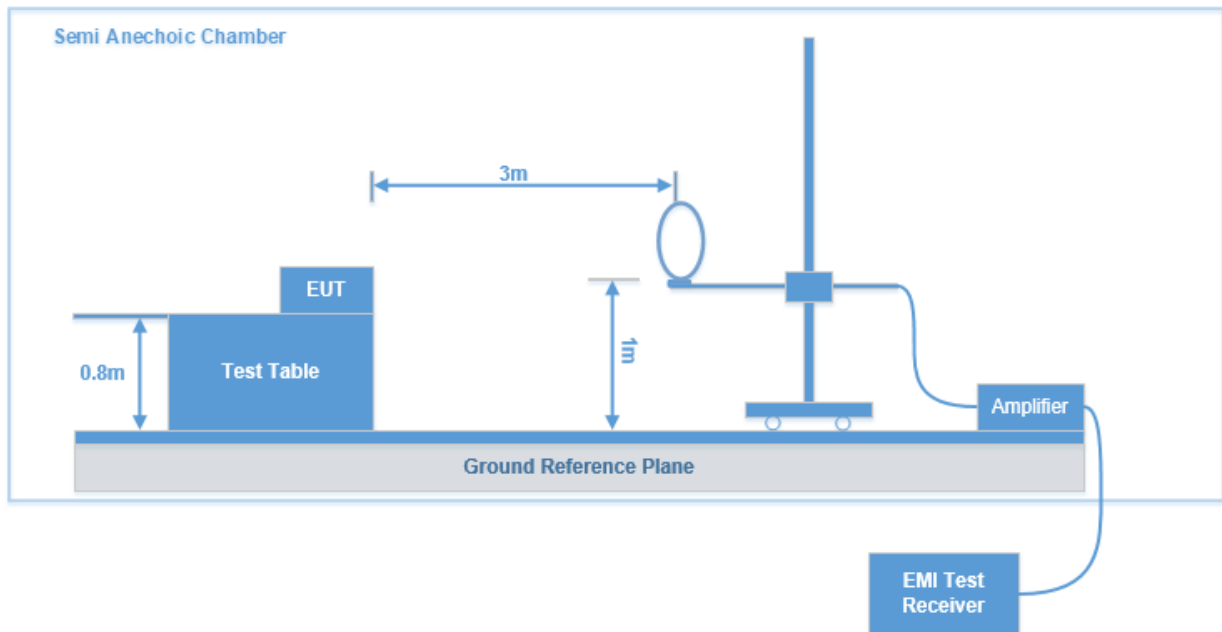 Semi Anechoic Chamber
3m
EUT
1m
0.8m
Test Table
Amplifier
Ground Reference Plane
EMI Test
Receiver